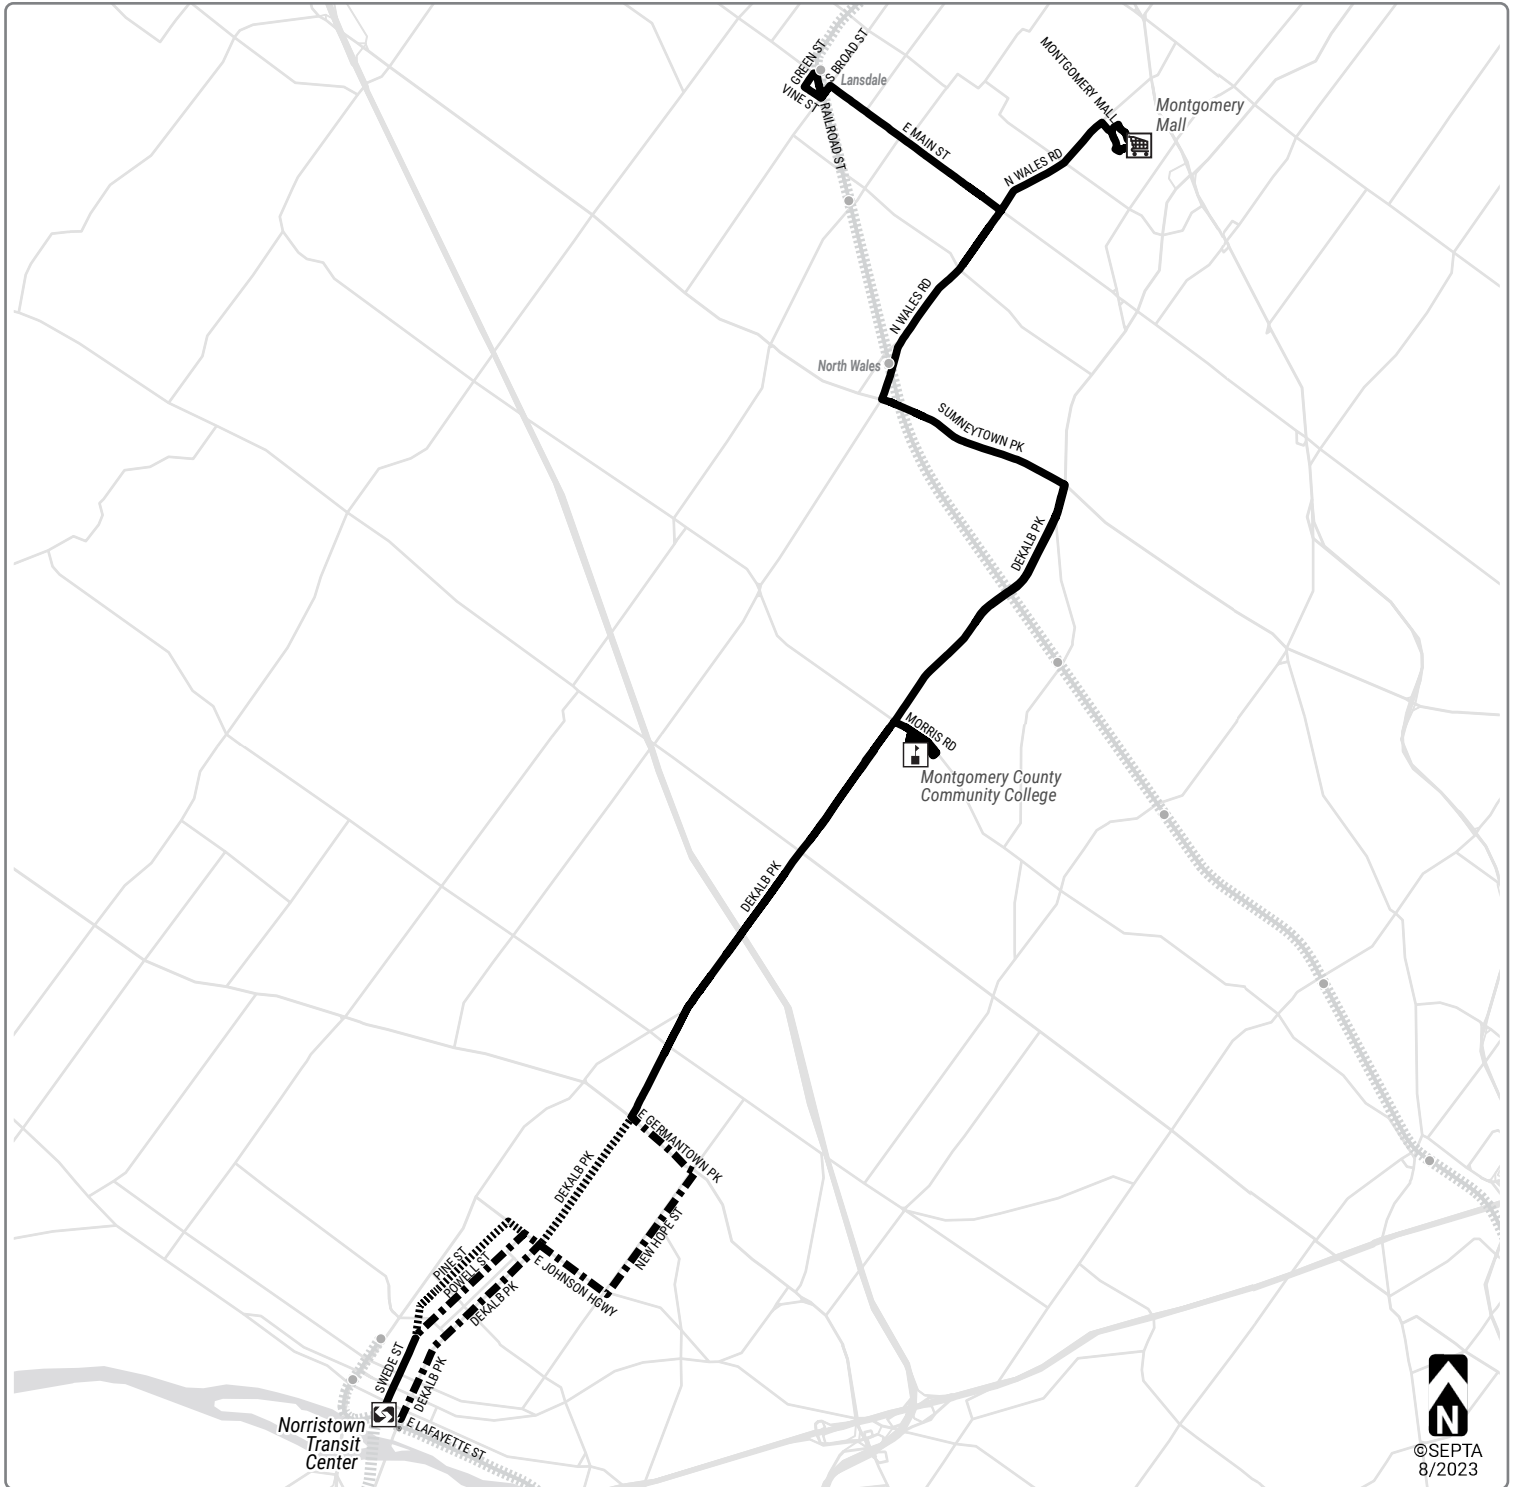 GREEN ST
S BROAD ST
Lansdale
VINE ST
RAILROAD ST
E MAIN ST
MONTGOMERY MALL
Montgomery
Mall
N WALES RD
N WALES RD
North Wales
SUMNEYTOWN PK
DEKALB PK
MORRIS RD
Montgomery County
Community College
DEKALB PK
E GERMANTOWN PK
DEKALB PK
NEW HOPE ST
PINE ST
POWELL ST
E JOHNSON HGWY
DEKALB PK
SWEDE ST
DEKALB PK
E LAFAYETTE ST
Norristown
Transit
Center
N
©SEPTA
8/2023